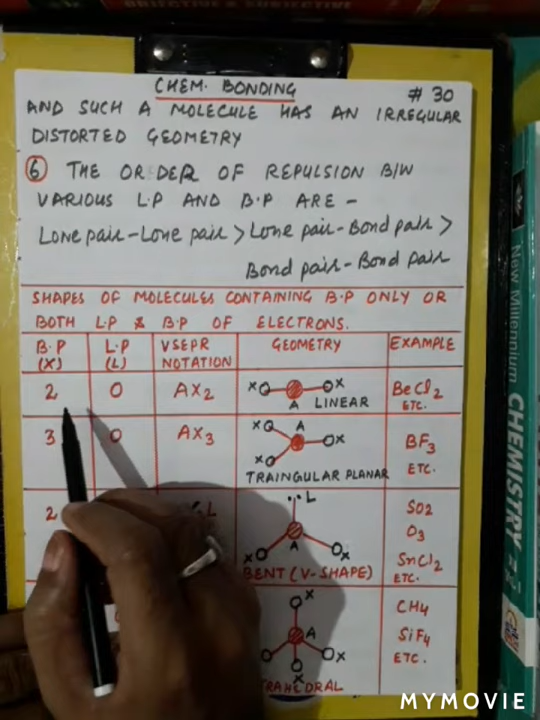 OBJECTIVE & SUBJECTIVE
CHEM. BONDING
# 30
AND SUCH A MOLECULE HAS AN IRREGULAR
DISTORTED GEOMETRY
6 THE ORDER OF REPULSION B/W
VARIOUS L.P AND B.P ARE -
Lone pair - Lone pair > Lone pair - Bond pair >
Bond pair - Bond pair
SHAPES OF MOLECULES CONTAINING B.P ONLY OR
BOTH L.P & B.P OF ELECTRONS.
B.P (X) L.P (L) VSEPR NOTATION GEOMETRY EXAMPLE
2 0 AX2 X A X LINEAR BeCl2 ETC.
3 0 AX3 X A X X TRAINGULAR PLANAR BF3 ETC.
2 L L A X X BENT (V-SHAPE) SO2 O3 SnCl2 ETC.
X A X X CH4 SiF4 ETC.
New Millennium
CHEMISTRY
MYMOVIE